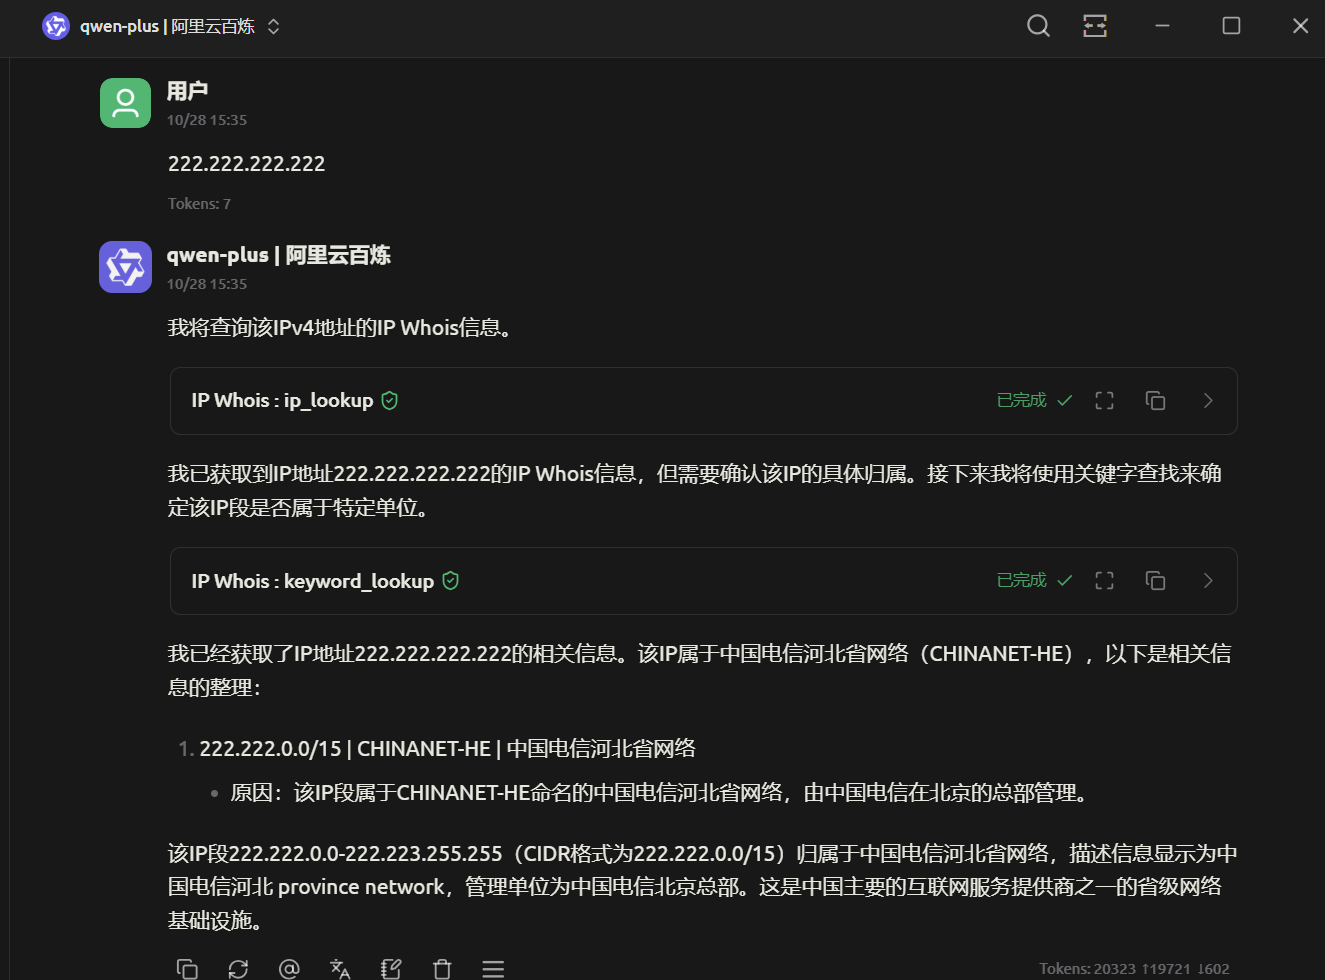 qwen-plus | 阿里云百炼
用户
10/28 15:35
222.222.222.222
Tokens: 7
qwen-plus | 阿里云百炼
10/28 15:35
我将查询该IPv4地址的IP Whois信息。
IP Whois : ip_lookup 已完成
我已获取到IP地址222.222.222.222的IP Whois信息，但需要确认该IP的具体归属。接下来我将使用关键字查找来确
定该IP段是否属于特定单位。
IP Whois : keyword_lookup 已完成
我已经获取了IP地址222.222.222.222的相关信息。该IP属于中国电信河北省网络（CHINANET-HE），以下是相关信
息的整理：
1. 222.222.0.0/15 | CHINANET-HE | 中国电信河北省网络
• 原因：该IP段属于CHINANET-HE命名的中国电信河北省网络，由中国电信在北京的总部管理。
该IP段222.222.0.0-222.223.255.255（CIDR格式为222.222.0.0/15）归属于中国电信河北省网络，描述信息显示为中
国电信河北 province network，管理单位为中国电信北京总部。这是中国主要的互联网服务提供商之一的省级网络
基础设施。
Tokens: 20323 ↑19721 ↓602